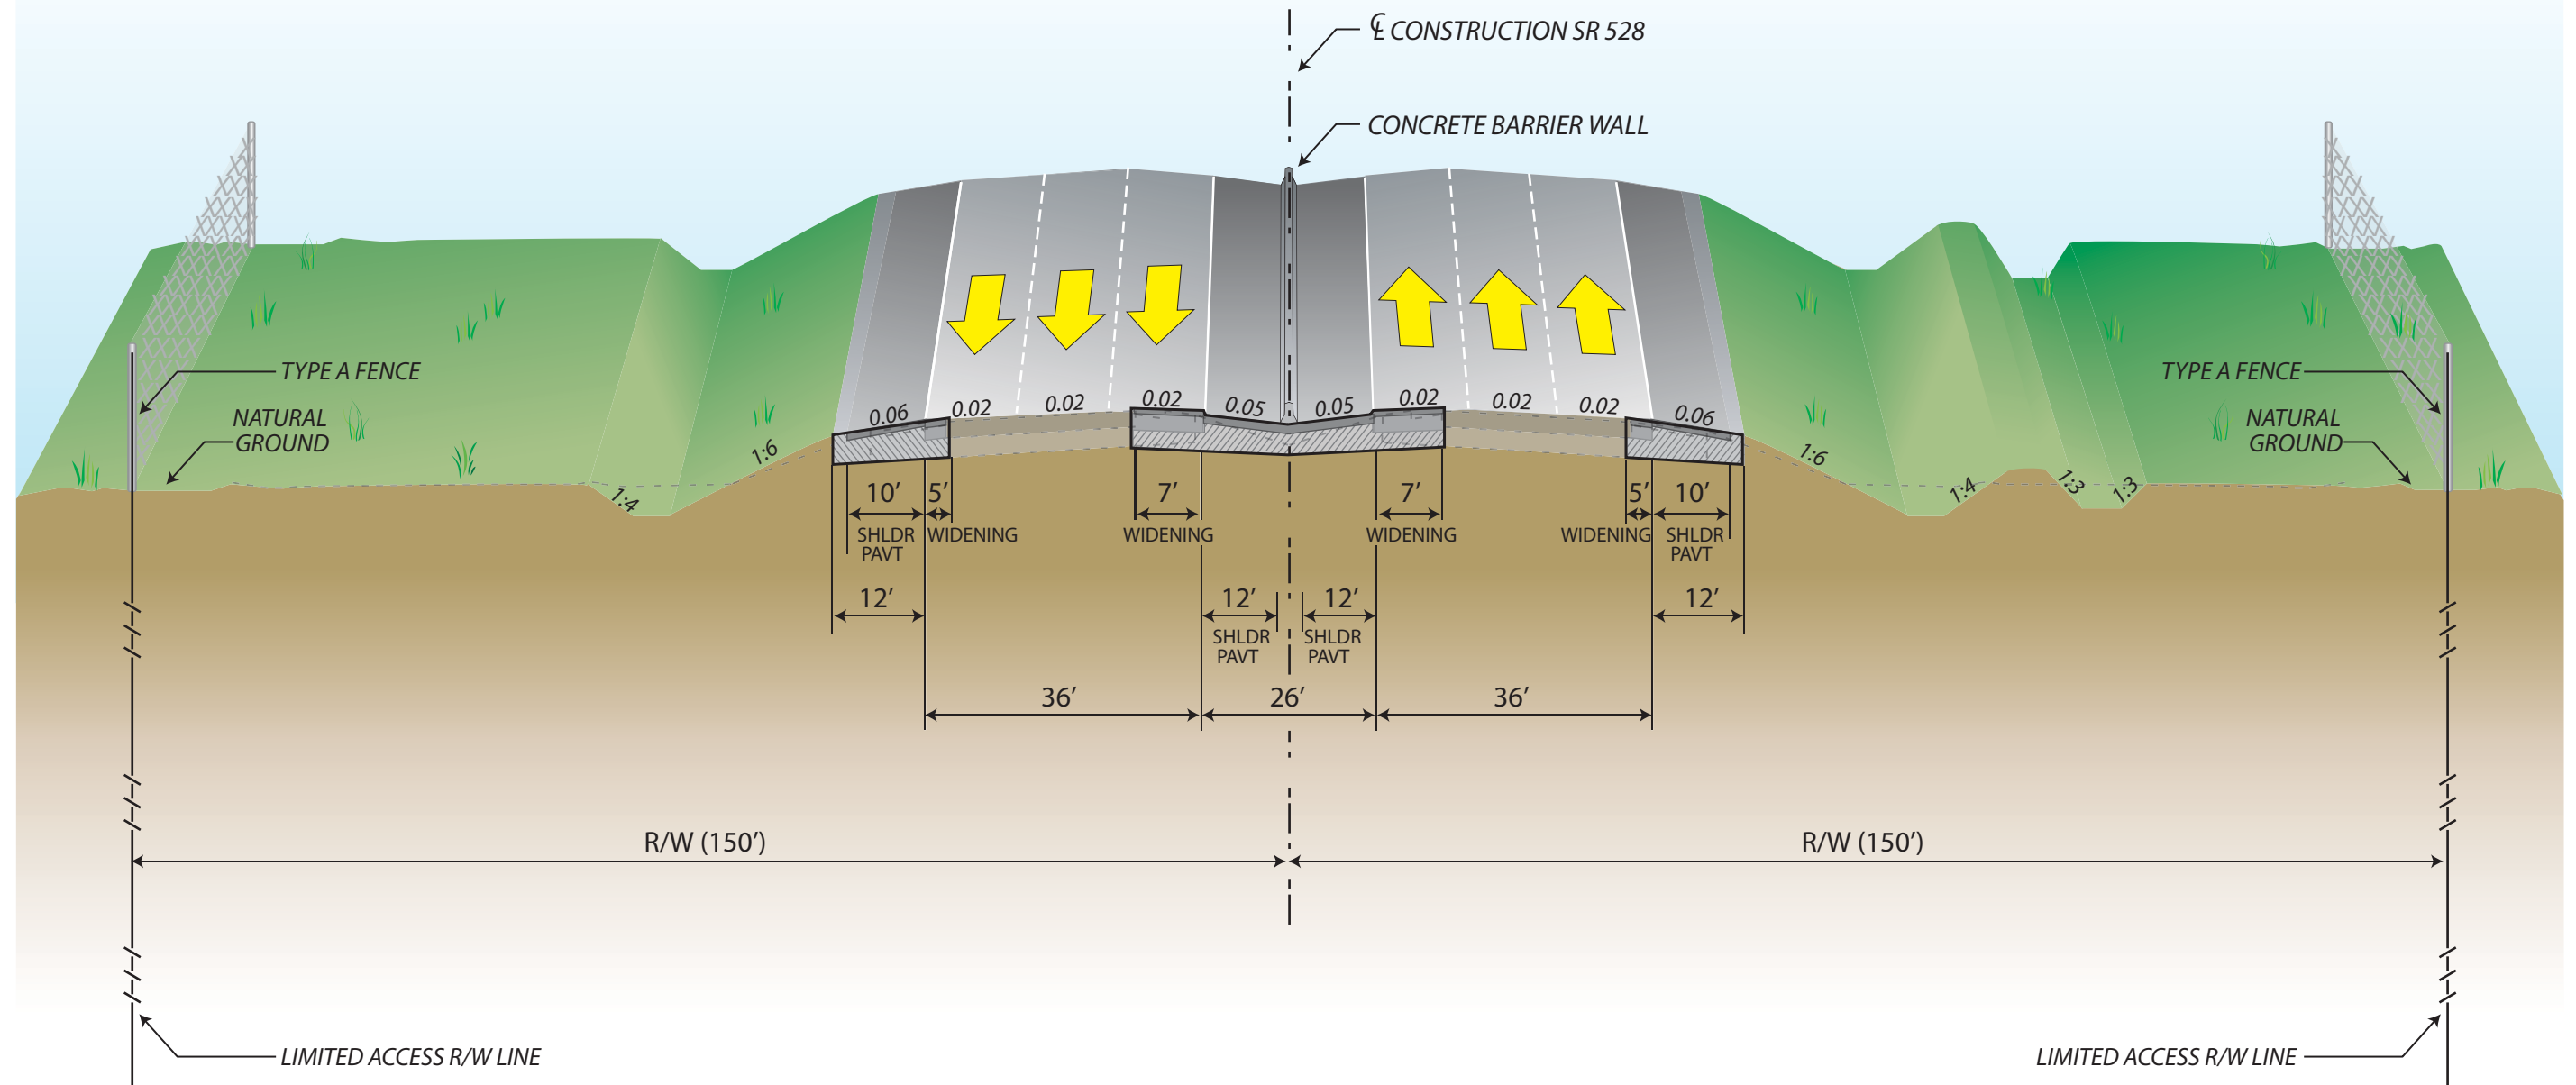 ℄ CONSTRUCTION SR 528
CONCRETE BARRIER WALL
TYPE A FENCE
TYPE A FENCE
NATURAL
GROUND
NATURAL
GROUND
0.06
0.02
0.02
0.02
0.05
0.05
0.02
0.02
0.02
0.06
1:6
1:4
1:6
1:4
1:3
1:3
10’
5’
7’
7’
5’
10’
SHLDR
PAVT
WIDENING
WIDENING
WIDENING
WIDENING
SHLDR
PAVT
12’
12’
12’
12’
SHLDR
PAVT
SHLDR
PAVT
36’
26’
36’
R/W (150’)
R/W (150’)
LIMITED ACCESS R/W LINE
LIMITED ACCESS R/W LINE